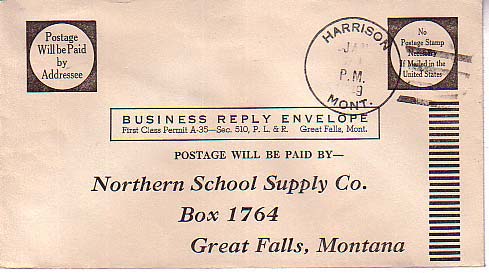 Postage
Will be Paid
by
Addressee
HARRISON
JAN
P. M.
9
MONT.
No
Postage Stamp
Necessary
If Mailed in the
United States
BUSINESS REPLY ENVELOPE
First Class Permit A-35—Sec. 510, P. L. & R. Great Falls, Mont.
POSTAGE WILL BE PAID BY—
Northern School Supply Co.
Box 1764
Great Falls, Montana